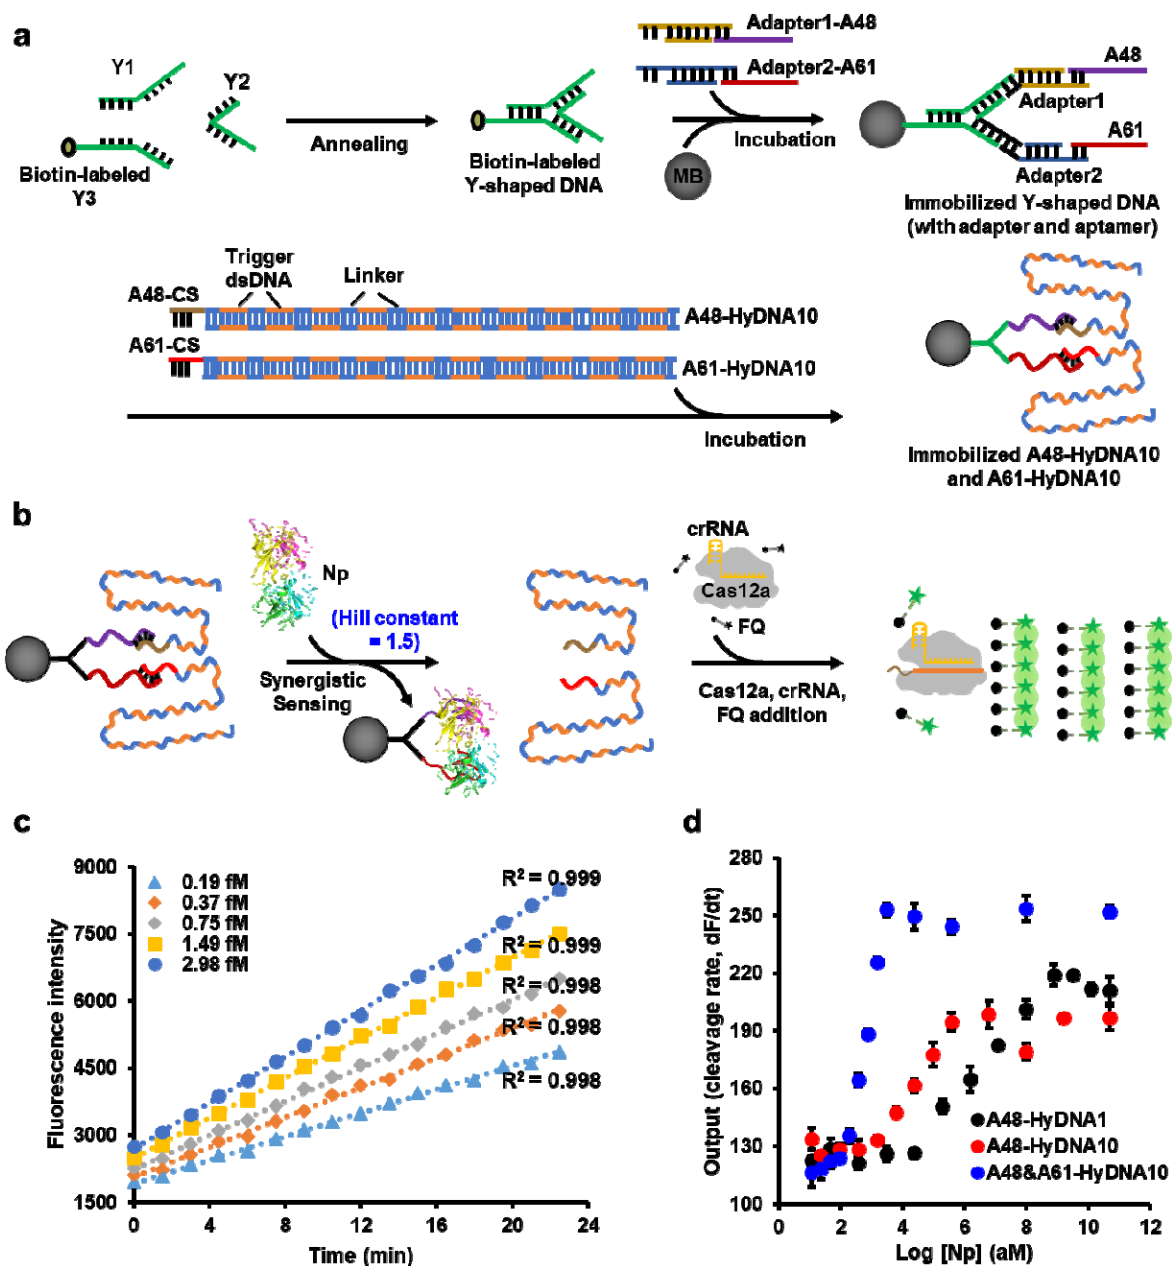 a
Y1
Y2
Biotin-labeled
Y3
Annealing
Biotin-labeled
Y-shaped DNA
Adapter1-A48
Adapter2-A61
MB
Incubation
A48
Adapter1
A61
Adapter2
Immobilized Y-shaped DNA
(with adapter and aptamer)
Trigger
dsDNA
Linker
A48-CS
A48-HyDNA10
A61-CS
A61-HyDNA10
Incubation
Immobilized A48-HyDNA10
and A61-HyDNA10
b
Np
(Hill constant
= 1.5)
Synergistic
Sensing
crRNA
Cas12a
FQ
Cas12a, crRNA,
FQ addition
c
9000
7500
6000
4500
3000
1500
Fluorescence intensity
0.19 fM
0.37 fM
0.75 fM
1.49 fM
2.98 fM
R² = 0.999
R² = 0.999
R² = 0.998
R² = 0.998
R² = 0.998
0 4 8 12 16 20 24
Time (min)
d
280
250
220
190
160
130
100
Output (cleavage rate, dF/dt)
A48-HyDNA1
A48-HyDNA10
A48&A61-HyDNA10
0 2 4 6 8 10 12
Log [Np] (aM)